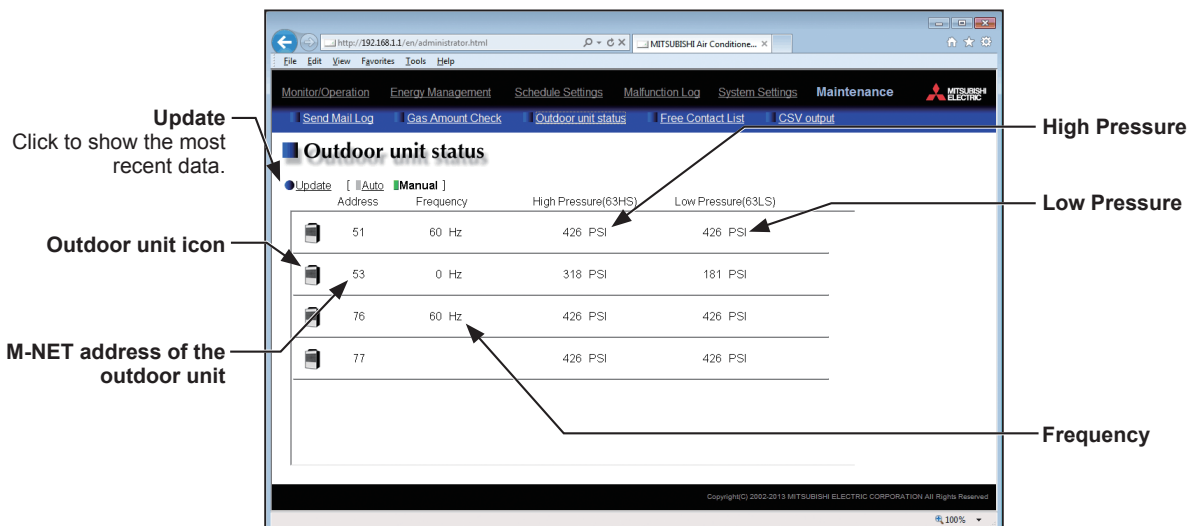 http://192.168.1.1/en/administrator.html
MITSUBISHI Air Conditione...
File Edit View Favorites Tools Help
Monitor/Operation Energy Management Schedule Settings Malfunction Log System Settings Maintenance MITSUBISHI ELECTRIC
Send Mail Log Gas Amount Check Outdoor unit status Free Contact List CSV output
Outdoor unit status
Update [ Auto Manual ]
Address Frequency High Pressure(63HS) Low Pressure(63LS)
51 60 Hz 426 PSI 426 PSI
53 0 Hz 318 PSI 181 PSI
76 60 Hz 426 PSI 426 PSI
77 426 PSI 426 PSI
Copyright(C) 2002-2013 MITSUBISHI ELECTRIC CORPORATION All Rights Reserved
100%
Update
Click to show the most
recent data.
Outdoor unit icon
M-NET address of the
outdoor unit
High Pressure
Low Pressure
Frequency